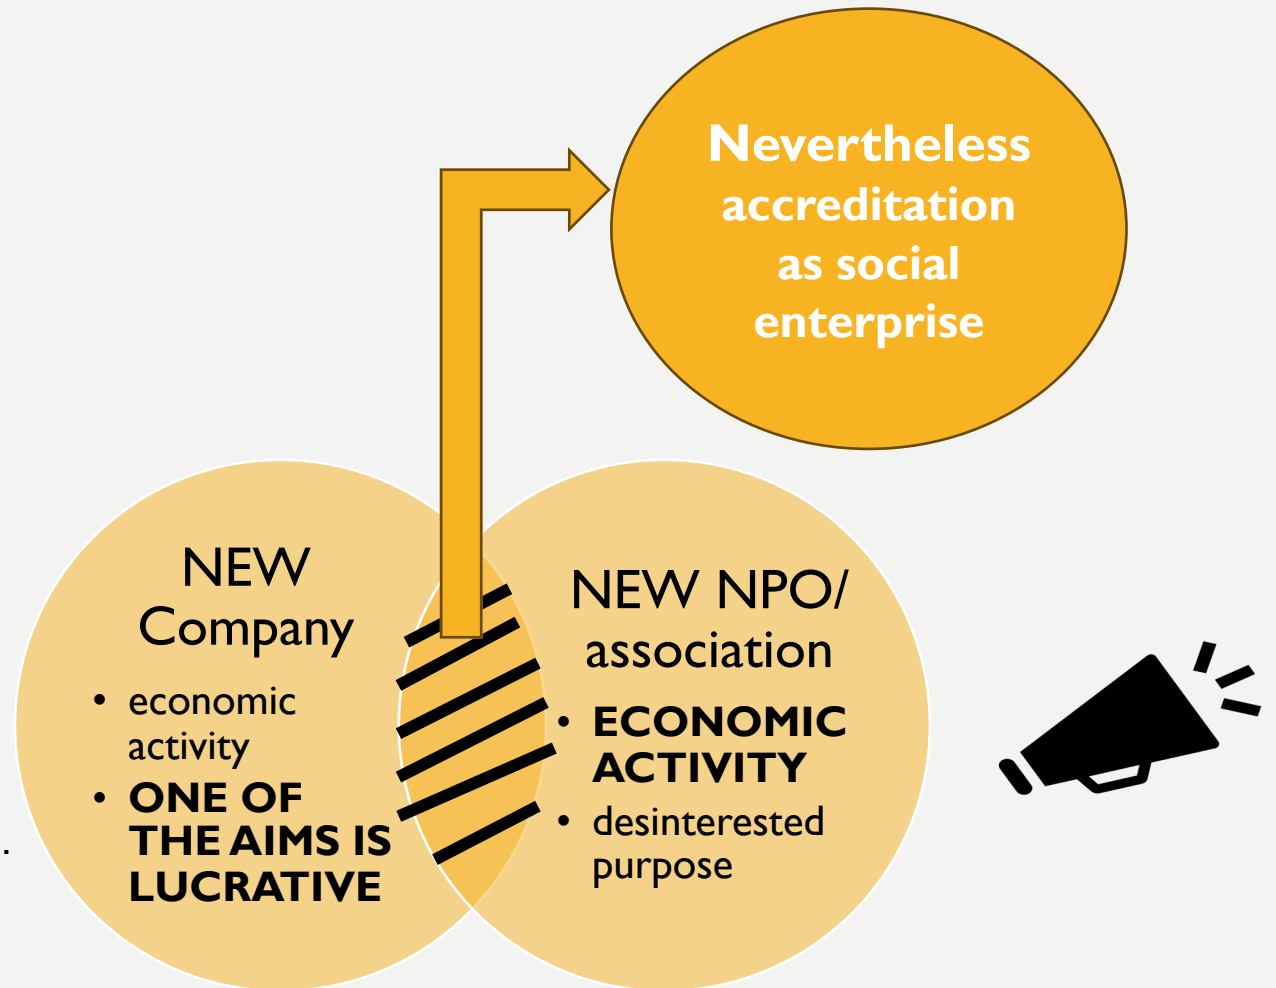 Nevertheless
accreditation
as social
enterprise
NEW
Company
• economic
activity
• ONE OF
THE AIMS IS
LUCRATIVE
NEW NPO/
association
• ECONOMIC
ACTIVITY
• desinterested
purpose
.